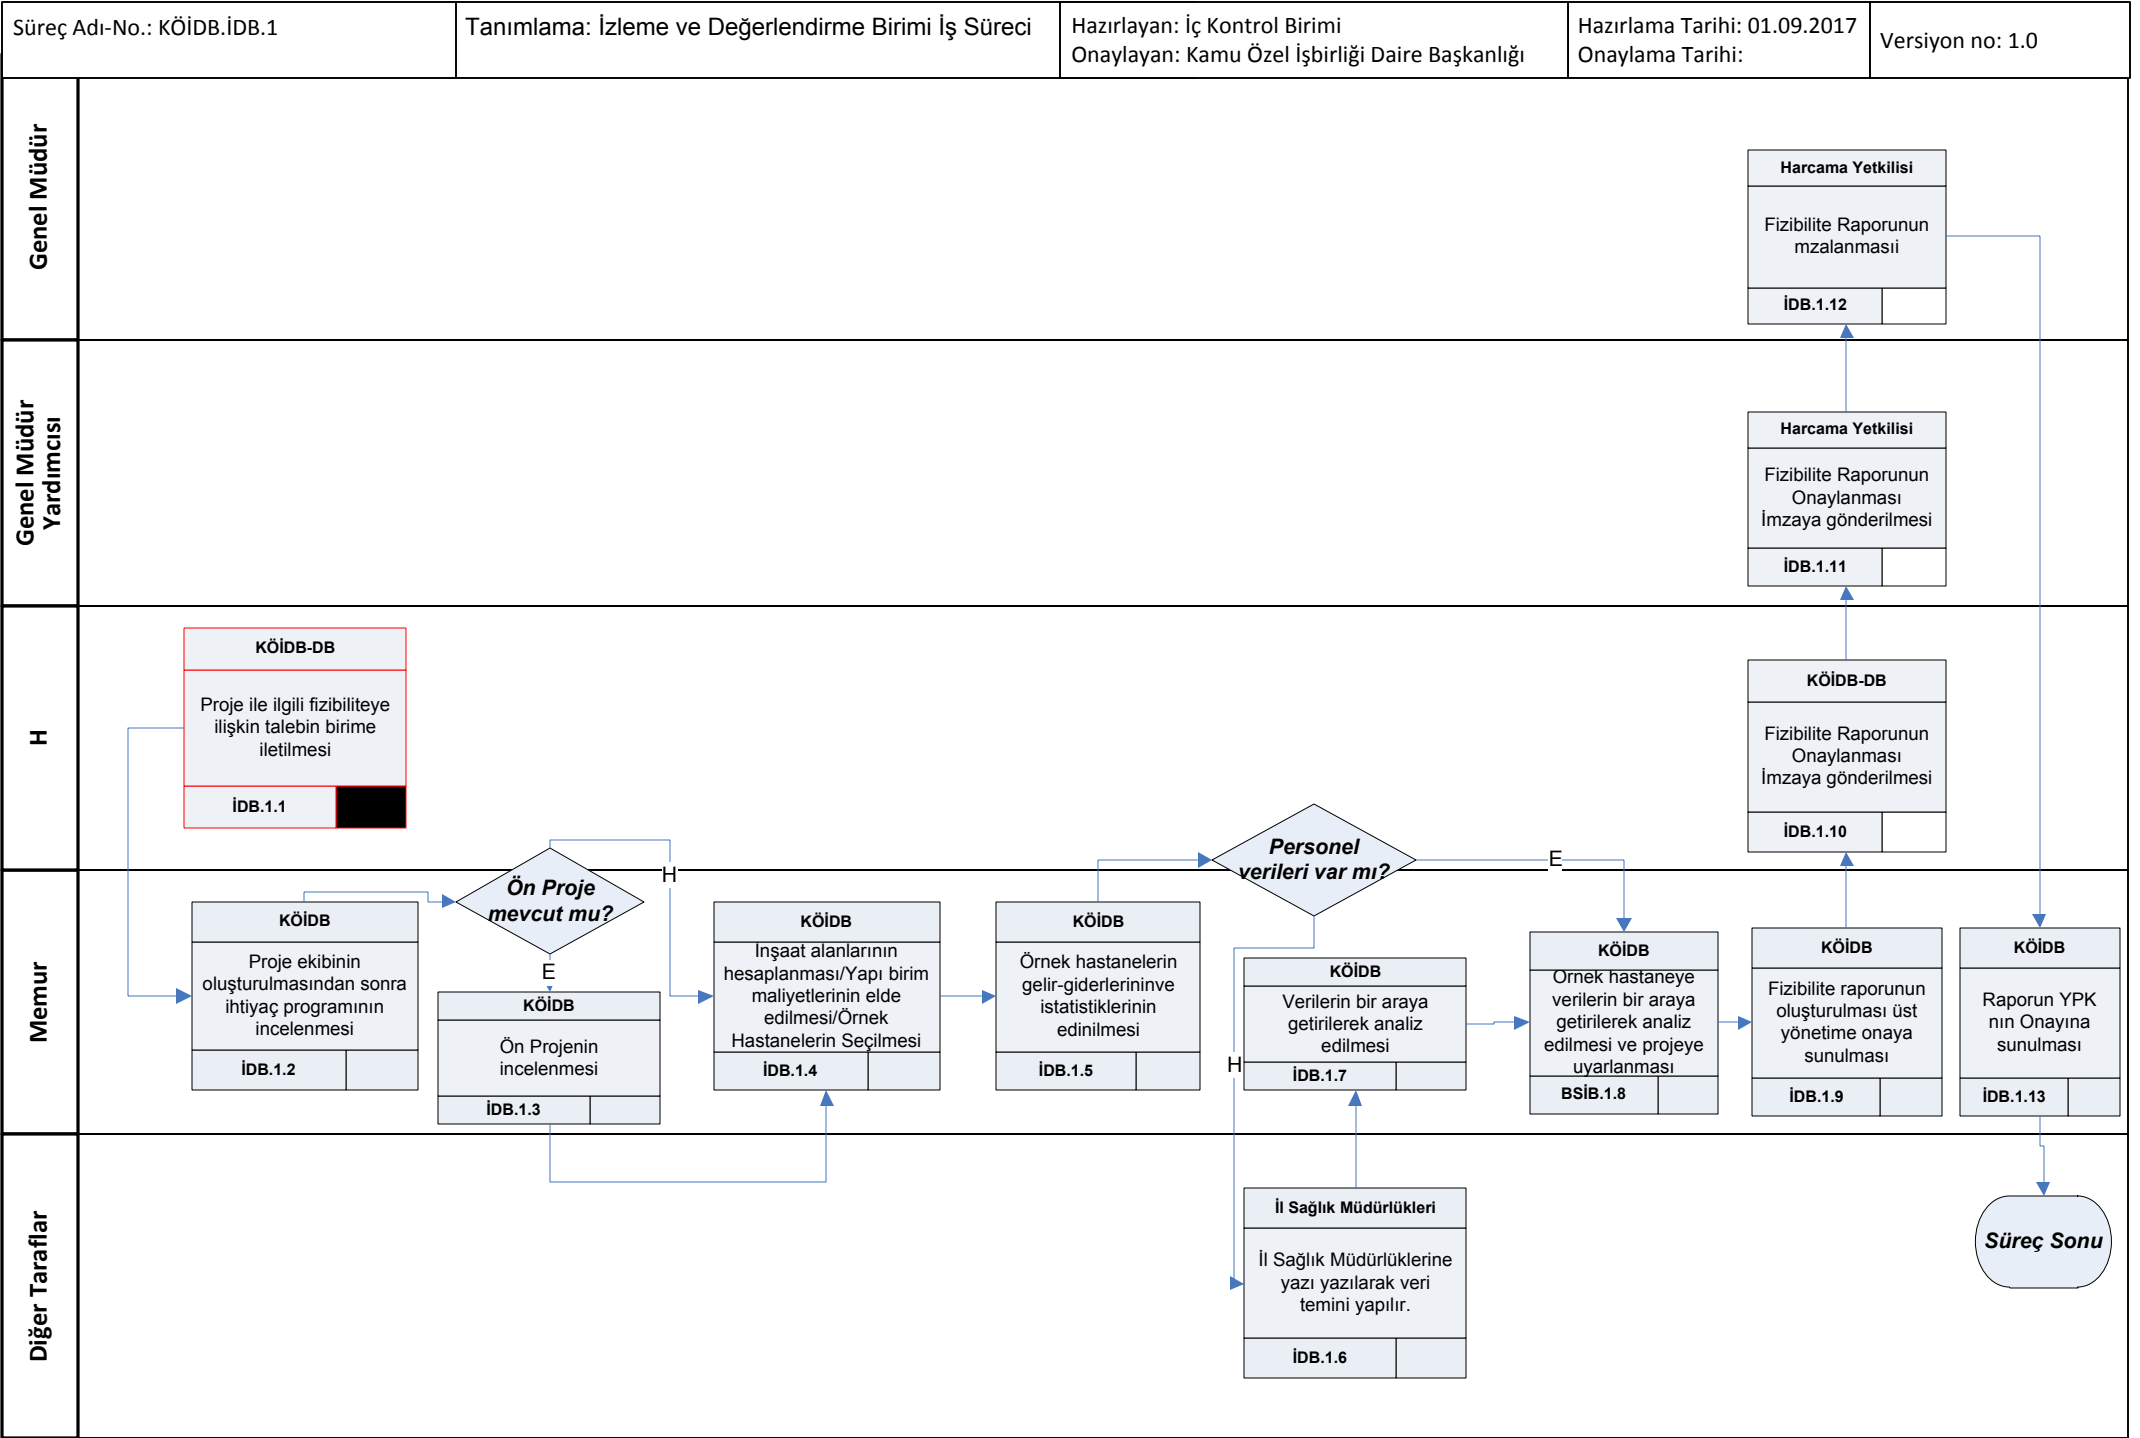 Süreç Adı-No.: KÖİDB.İDB.1
Tanımlama: İzleme ve Değerlendirme Birimi İş Süreci
Hazırlayan: İç Kontrol Birimi
Onaylayan: Kamu Özel İşbirliği Daire Başkanlığı
Hazırlama Tarihi: 01.09.2017
Onaylama Tarihi:
Versiyon no: 1.0
Genel Müdür
Harcama Yetkilisi
Fizibilite Raporunun
mzalanmasıi
İDB.1.12
Genel Müdür
Yardımcısı
Harcama Yetkilisi
Fizibilite Raporunun
Onaylanması
İmzaya gönderilmesi
İDB.1.11
H
KÖİDB-DB
Proje ile ilgili fizibiliteye
ilişkin talebin birime
iletilmesi
İDB.1.1
KÖİDB-DB
Fizibilite Raporunun
Onaylanması
İmzaya gönderilmesi
İDB.1.10
Memur
KÖİDB
Proje ekibinin
oluşturulmasından sonra
ihtiyaç programının
incelenmesi
İDB.1.2
Ön Proje
mevcut mu?
E
H
KÖİDB
Ön Projenin
incelenmesi
İDB.1.3
KÖİDB
İnşaat alanlarının
hesaplanması/Yapı birim
maliyetlerinin elde
edilmesi/Örnek
Hastanelerin Seçilmesi
İDB.1.4
KÖİDB
Örnek hastanelerin
gelir-giderlerininve
istatistiklerinin
edinilmesi
İDB.1.5
Personel
verileri var mı?
E
H
KÖİDB
Verilerin bir araya
getirilerek analiz
edilmesi
İDB.1.7
KÖİDB
Örnek hastaneye
verilerin bir araya
getirilerek analiz
edilmesi ve projeye
uyarlanması
BSİB.1.8
KÖİDB
Fizibilite raporunun
oluşturulması üst
yönetime onaya
sunulması
İDB.1.9
KÖİDB
Raporun YPK
nın Onayına
sunulması
İDB.1.13
Diğer Taraflar
İl Sağlık Müdürlükleri
İl Sağlık Müdürlüklerine
yazı yazılarak veri
temini yapılır.
İDB.1.6
Süreç Sonu